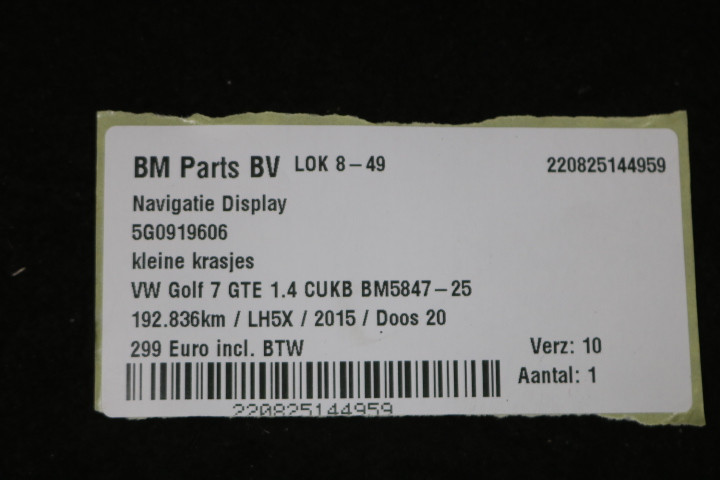 BM Parts BV LOK 8-49 220825144959
Navigatie Display
5G0919606
kleine krasjes
VW Golf 7 GTE 1.4 CUKB BM5847-25
192.836km / LH5X / 2015 / Doos 20
299 Euro incl. BTW Verz: 10
Aantal: 1
220825144959